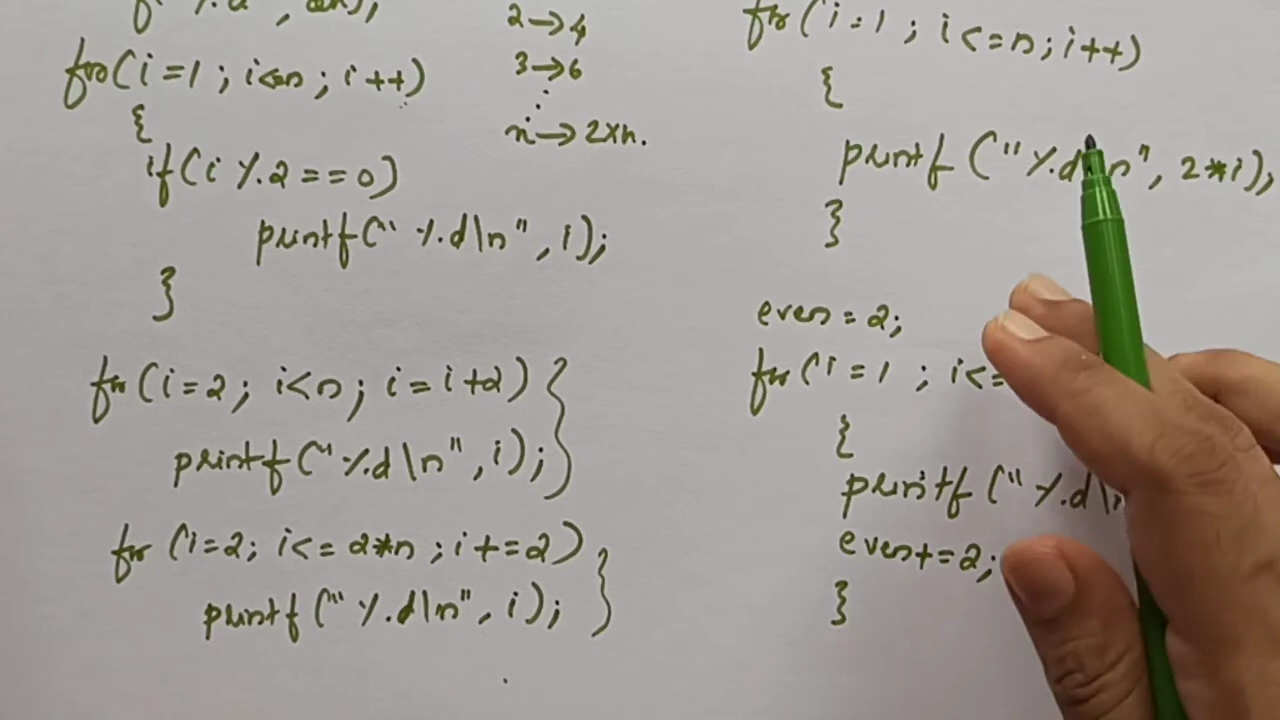 for(i=1; i<=n; i++)
{
if(i %2==0)
printf("%d\n", i);
}
for(i=2; i<n; i=i+2)
printf("%d\n", i);
for(i=2; i<=2*n; i+=2)
printf("%d\n", i);
2→4
3→6
n→2×n.
for(i=1; i<=n; i++)
{
printf("%d\n", 2*i);
}
even=2;
for(i=1; i<=
{
printf("%d\
even+=2;
}